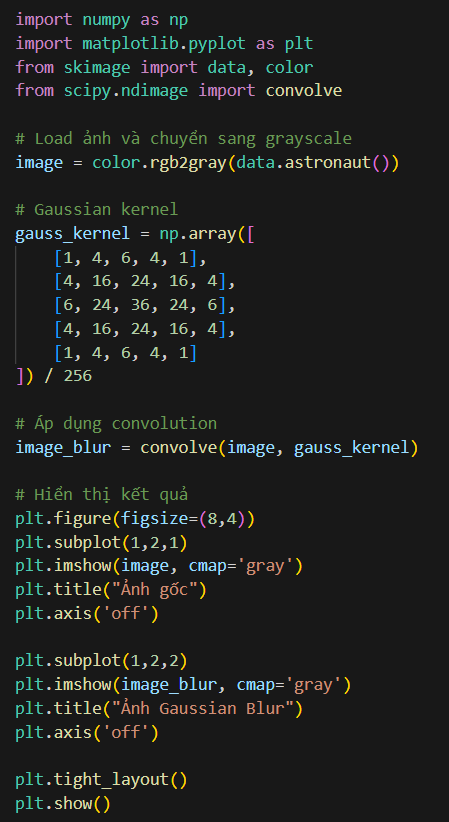 import numpy as np
import matplotlib.pyplot as plt
from skimage import data, color
from scipy.ndimage import convolve

# Load ảnh và chuyển sang grayscale
image = color.rgb2gray(data.astronaut())

# Gaussian kernel
gauss_kernel = np.array([
    [1, 4, 6, 4, 1],
    [4, 16, 24, 16, 4],
    [6, 24, 36, 24, 6],
    [4, 16, 24, 16, 4],
    [1, 4, 6, 4, 1]
]) / 256

# Áp dụng convolution
image_blur = convolve(image, gauss_kernel)

# Hiển thị kết quả
plt.figure(figsize=(8,4))
plt.subplot(1,2,1)
plt.imshow(image, cmap='gray')
plt.title("Ảnh gốc")
plt.axis('off')

plt.subplot(1,2,2)
plt.imshow(image_blur, cmap='gray')
plt.title("Ảnh Gaussian Blur")
plt.axis('off')

plt.tight_layout()
plt.show()